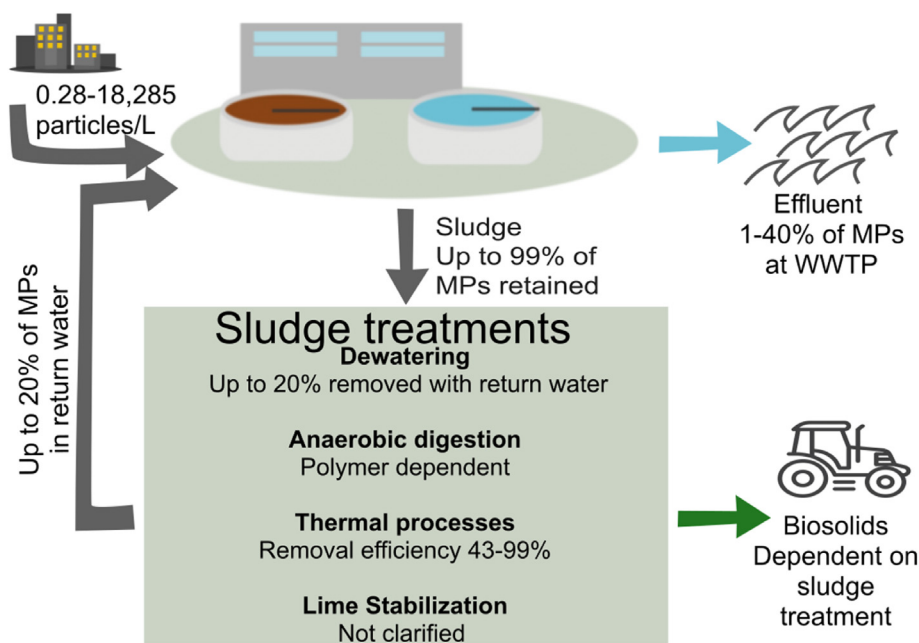 0.28-18,285
particles/L
Up to 20% of MPs
in return water
Sludge
Up to 99% of
MPs retained
Effluent
1-40% of MPs
at WWTP
Sludge treatments
Dewatering
Up to 20% removed with return water
Anaerobic digestion
Polymer dependent
Thermal processes
Removal efficiency 43-99%
Lime Stabilization
Not clarified
Biosolids
Dependent on
sludge
treatment